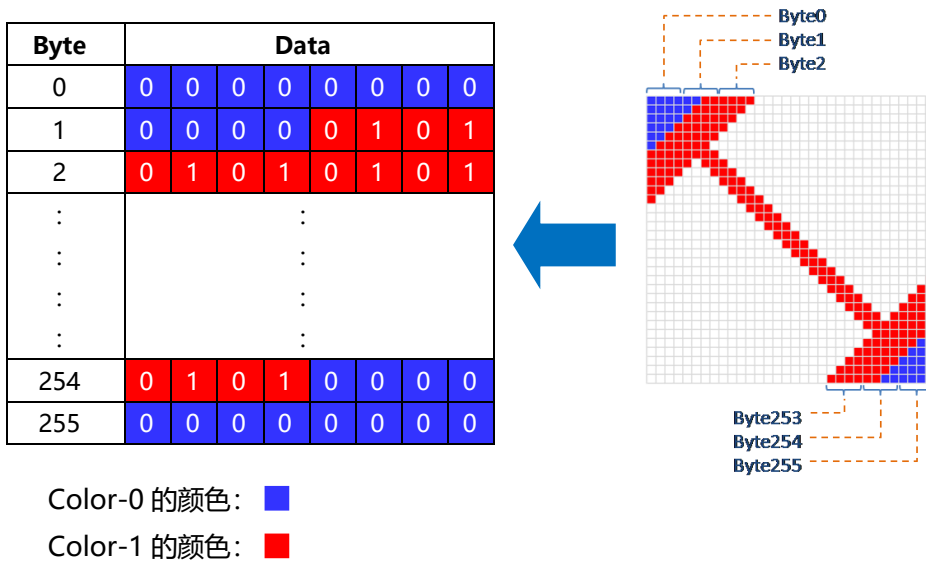 Byte Data
0 0 0 0 0 0 0 0 0
1 0 0 0 0 0 1 0 1
2 0 1 0 1 0 1 0 1
: :
: :
: :
: :
254 0 1 0 1 0 0 0 0
255 0 0 0 0 0 0 0 0
Byte0
Byte1
Byte2
Byte253
Byte254
Byte255
Color-0 的颜色：
Color-1 的颜色：